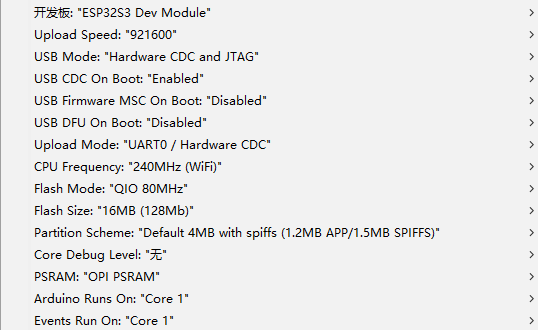 开发板: "ESP32S3 Dev Module"
Upload Speed: "921600"
USB Mode: "Hardware CDC and JTAG"
USB CDC On Boot: "Enabled"
USB Firmware MSC On Boot: "Disabled"
USB DFU On Boot: "Disabled"
Upload Mode: "UART0 / Hardware CDC"
CPU Frequency: "240MHz (WiFi)"
Flash Mode: "QIO 80MHz"
Flash Size: "16MB (128Mb)"
Partition Scheme: "Default 4MB with spiffs (1.2MB APP/1.5MB SPIFFS)"
Core Debug Level: "无"
PSRAM: "OPI PSRAM"
Arduino Runs On: "Core 1"
Events Run On: "Core 1"